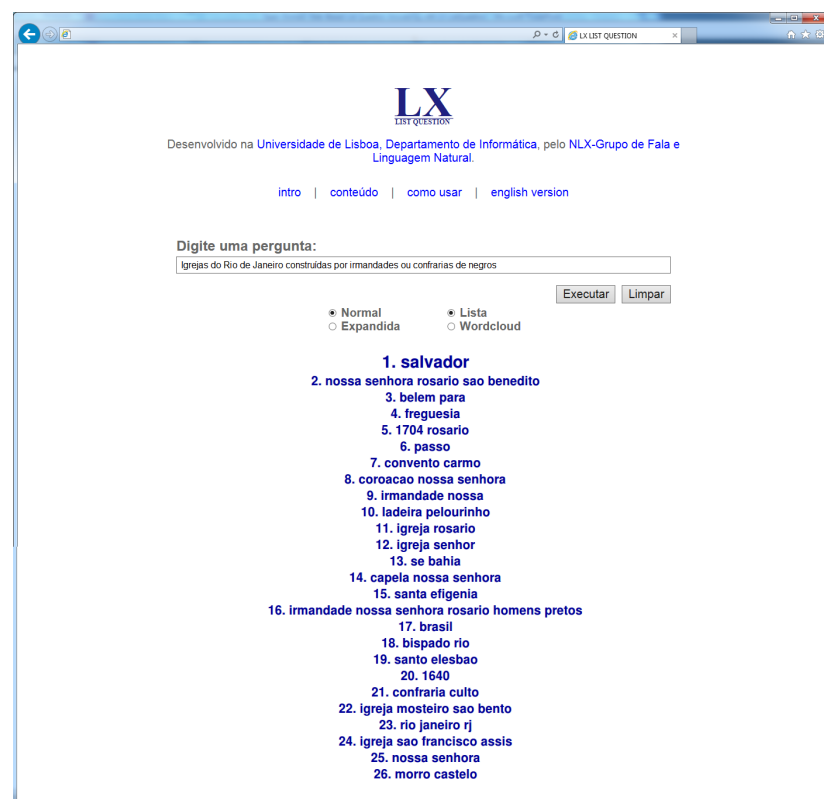 LX LIST QUESTION
LX
LIST QUESTION
Desenvolvido na Universidade de Lisboa, Departamento de Informática, pelo NLX-Grupo de Fala e
Linguagem Natural.
intro | conteúdo | como usar | english version
Digite uma pergunta:
Igrejas do Rio de Janeiro construídas por irmandades ou confrarias de negros
Executar Limpar
Normal Lista
Expandida Wordcloud
1. salvador
2. nossa senhora rosario sao benedito
3. belem para
4. freguesia
5. 1704 rosario
6. passo
7. convento carmo
8. coroacao nossa senhora
9. irmandade nossa
10. ladeira pelourinho
11. igreja rosario
12. igreja senhor
13. se bahia
14. capela nossa senhora
15. santa efigenia
16. irmandade nossa senhora rosario homens pretos
17. brasil
18. bispado rio
19. santo elesbao
20. 1640
21. confraria culto
22. igreja mosteiro sao bento
23. rio janeiro rj
24. igreja sao francisco assis
25. nossa senhora
26. morro castelo